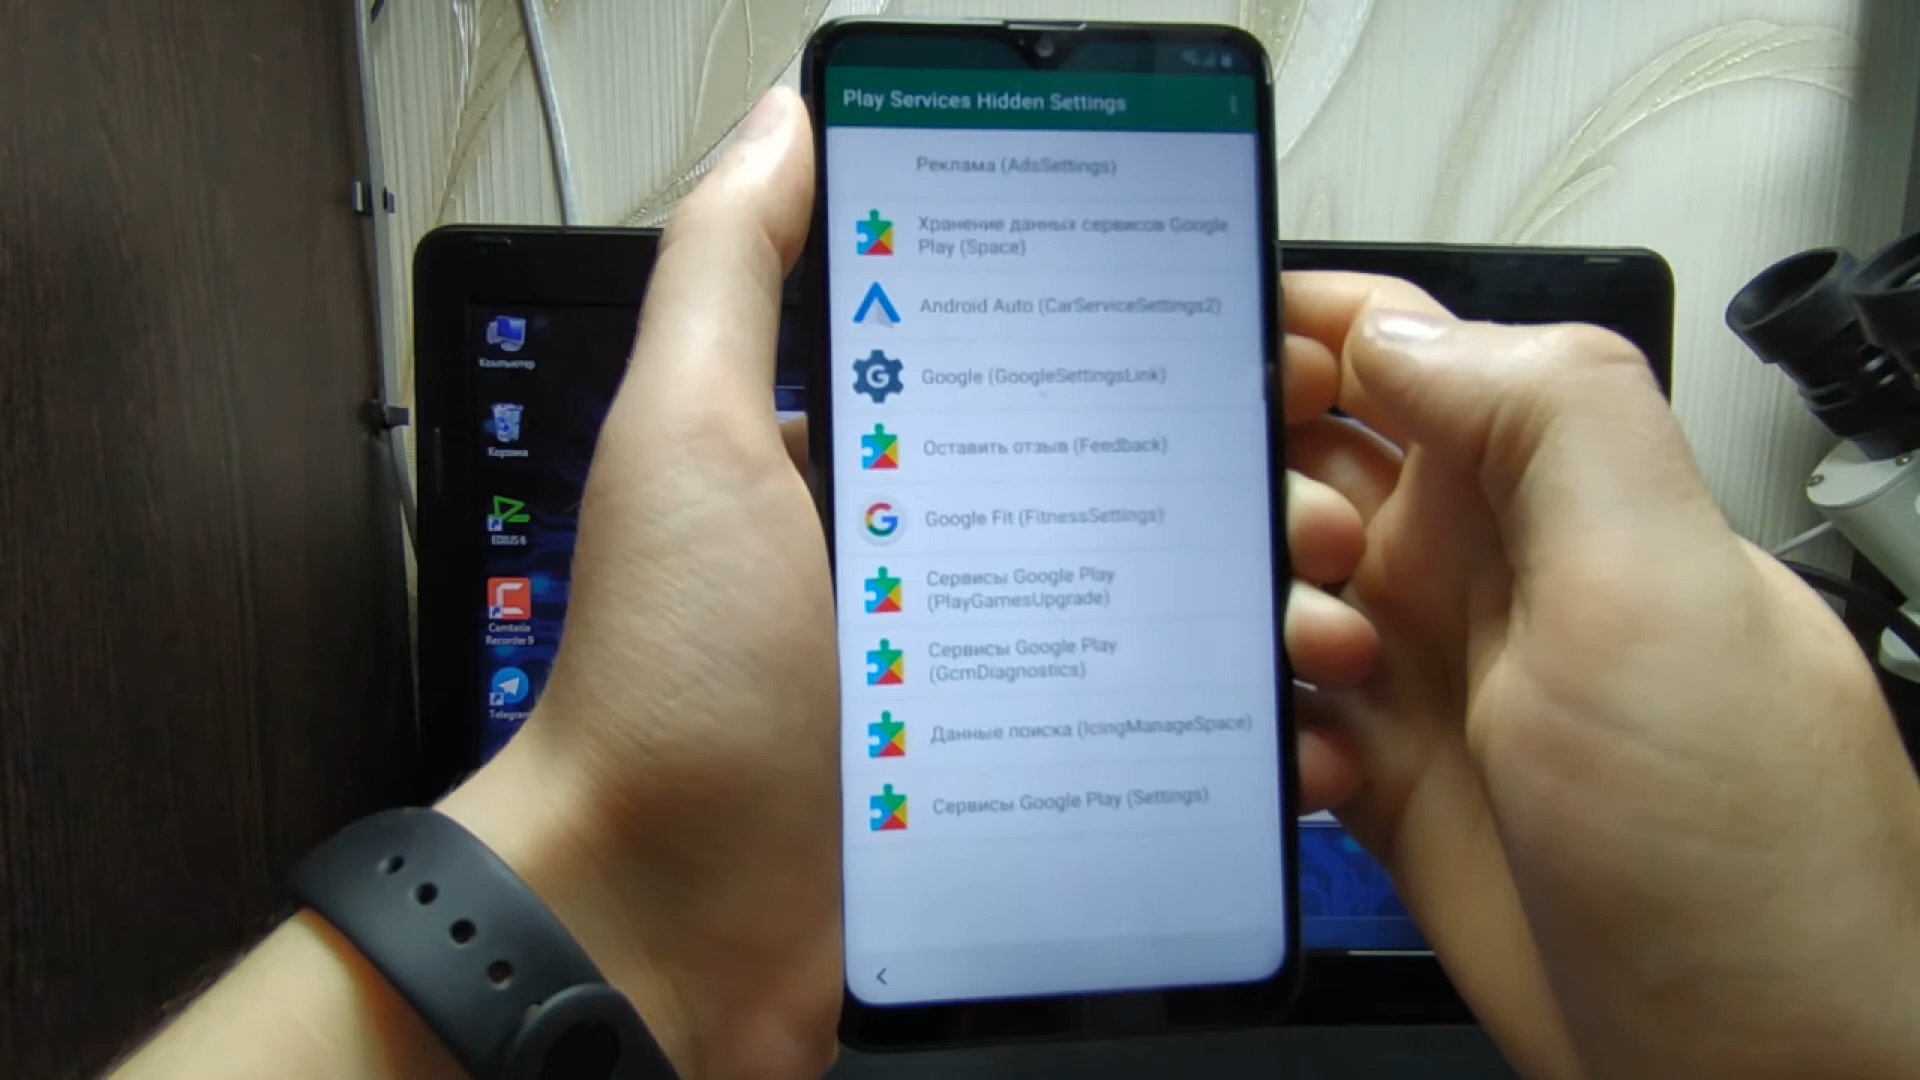 Play Services Hidden Settings
Реклама (AdsSettings)
Хранение данных сервисов Google
Play (Space)
Android Auto (CarServiceSettings2)
Google (GoogleSettingsLink)
Оставить отзыв (Feedback)
Google Fit (FitnessSettings)
Сервисы Google Play
(PlayGamesUpgrade)
Сервисы Google Play
(GcmDiagnostics)
Данные поиска (IcingManageSpace)
Сервисы Google Play (Settings)
Компьютер
Корзина
EDIUS 6
Camtasia
Recorder 9
Telegram